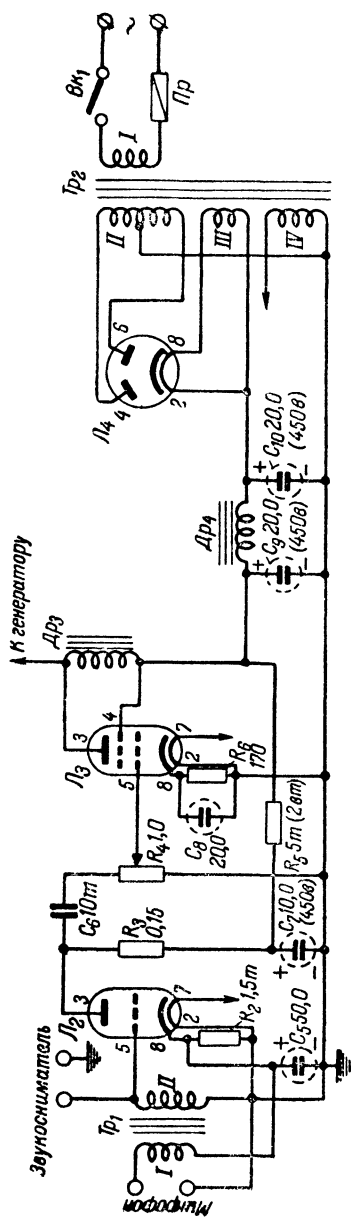 Микрофон
Звукосниматель
Тр₁
I
II
Л₂
3
5
8
2
7
R₂ 1,5т
C₅ 50,0
R₃
0,15
C₆ 10т
R₄ 1,0
C₇ 10,0
(450в)
+
−
R₅ 5т (2вт)
Л₃
3
4
5
8
2
7
C₈
20,0
R₆
170
К генератору
Др₃
Др₄
+
C₉ 20,0
(450в)
−
+
C₁₀ 20,0
(450в)
−
Л₄
4
6
2
8
Тр₂
II
III
IV
I
Вк₁
Пр
~